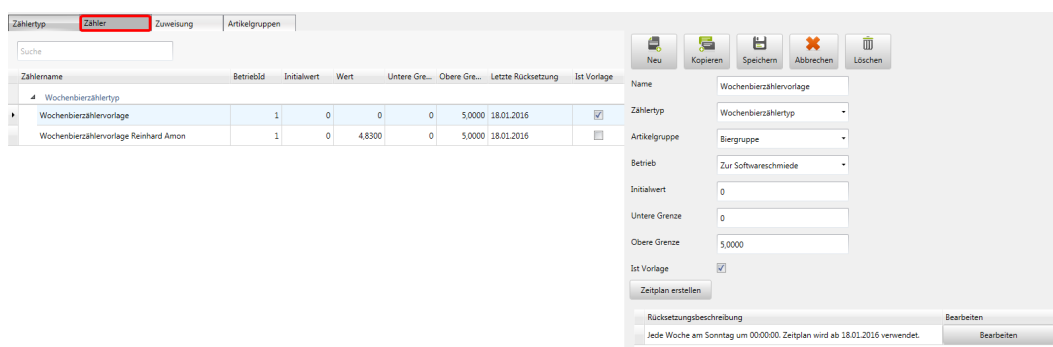 Zählertyp Zähler Zuweisung Artikelgruppen
Suche
Zählername BetriebId Initialwert Wert Untere Gre... Obere Gre... Letzte Rücksetzung Ist Vorlage
Wochenbierzählertyp
Wochenbierzählervorlage 1 0 0 0 5,0000 18.01.2016
Wochenbierzählervorlage Reinhard Amon 1 0 4,8300 0 5,0000 18.01.2016
Neu Kopieren Speichern Abbrechen Löschen
Name Wochenbierzählervorlage
Zählertyp Wochenbierzählertyp
Artikelgruppe Biergruppe
Betrieb Zur Softwareschmiede
Initialwert 0
Untere Grenze 0
Obere Grenze 5,0000
Ist Vorlage
Zeitplan erstellen
Rücksetzungsbeschreibung Bearbeiten
Jede Woche am Sonntag um 00:00:00. Zeitplan wird ab 18.01.2016 verwendet. Bearbeiten